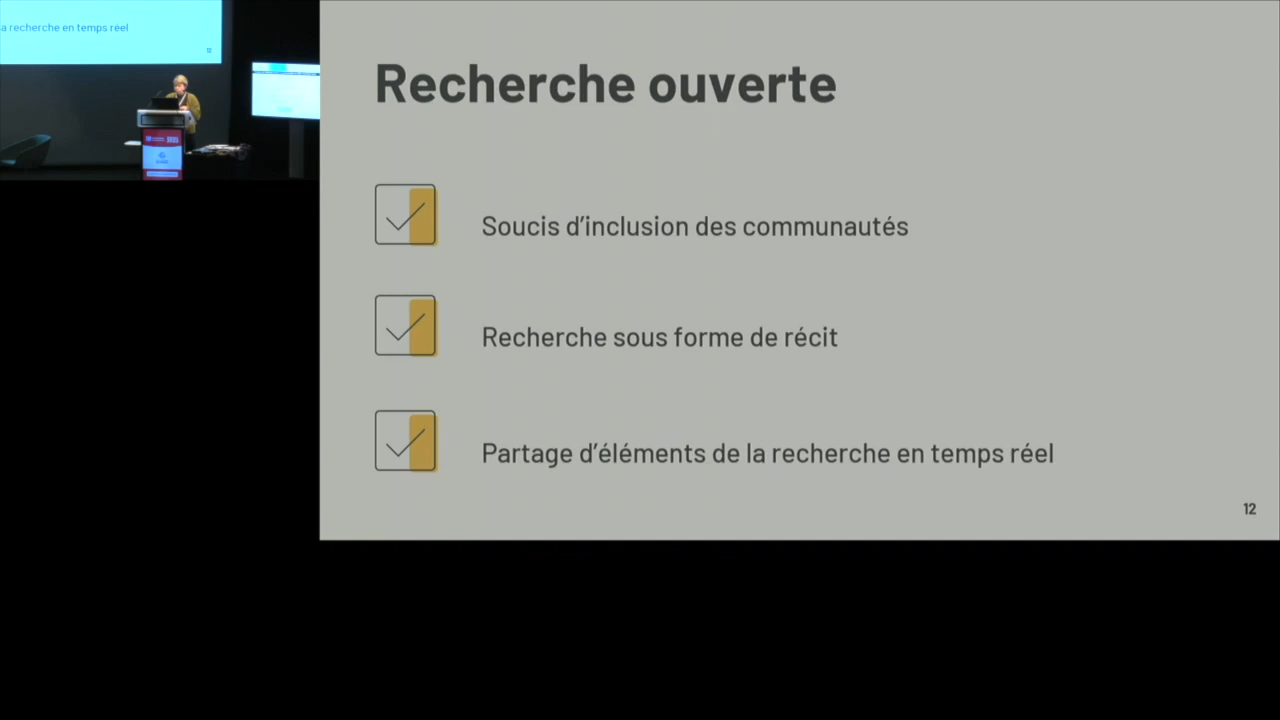 a recherche en temps réel
12
Recherche ouverte
Soucis d’inclusion des communautés
Recherche sous forme de récit
Partage d’éléments de la recherche en temps réel
12